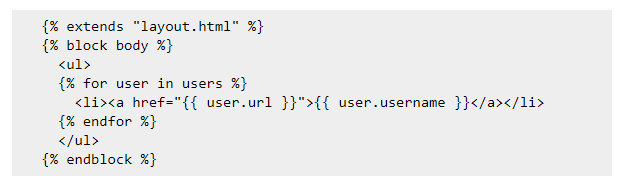 {% extends "layout.html" %}
{% block body %}
  <ul>
  {% for user in users %}
    <li><a href="{{ user.url }}">{{ user.username }}</a></li>
  {% endfor %}
  </ul>
{% endblock %}